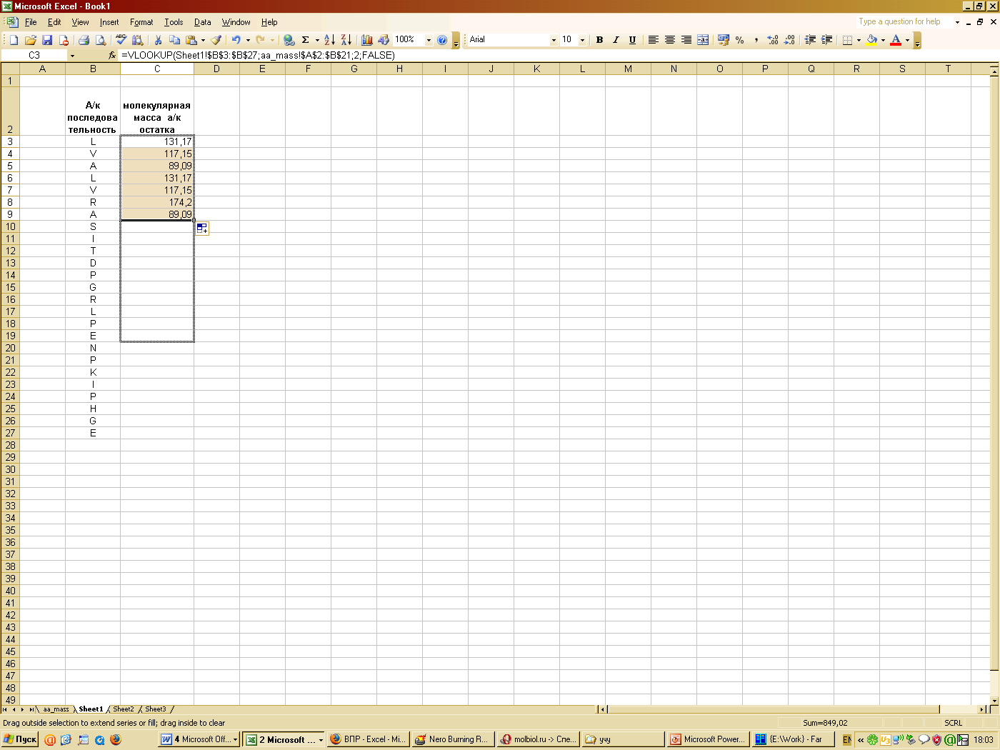 Microsoft Excel - Book1
File Edit View Insert Format Tools Data Window Help
Type a question for help
100%
Arial
10
B I U
%
C3
fx =VLOOKUP(Sheet1!$B$3:$B$27;aa_mass!$A$2:$B$21;2;FALSE)
A B C D E F G H I J K L M N O P Q R S T
1
А/к молекулярная
последова масса а/к
2 тельность остатка
3 L 131,17
4 V 117,15
5 A 89,09
6 L 131,17
7 V 117,15
8 R 174,2
9 A 89,09
10 S
11 I
12 T
13 D
14 P
15 G
16 R
17 L
18 P
19 E
20 N
21 P
22 K
23 I
24 P
25 H
26 G
27 E
28
29
30
31
32
33
34
35
36
37
38
39
40
41
42
43
44
45
46
47
48
49
aa_mass Sheet1 Sheet2 Sheet3
Drag outside selection to extend series or fill; drag inside to clear
Sum=849,02
SCRL
Пуск
4 Microsoft Off...
2 Microsoft ...
ВПР - Excel - Mi...
Nero Burning R...
molbiol.ru -> Спе...
учу
Microsoft Power...
{E:\Work} - Far
18:03